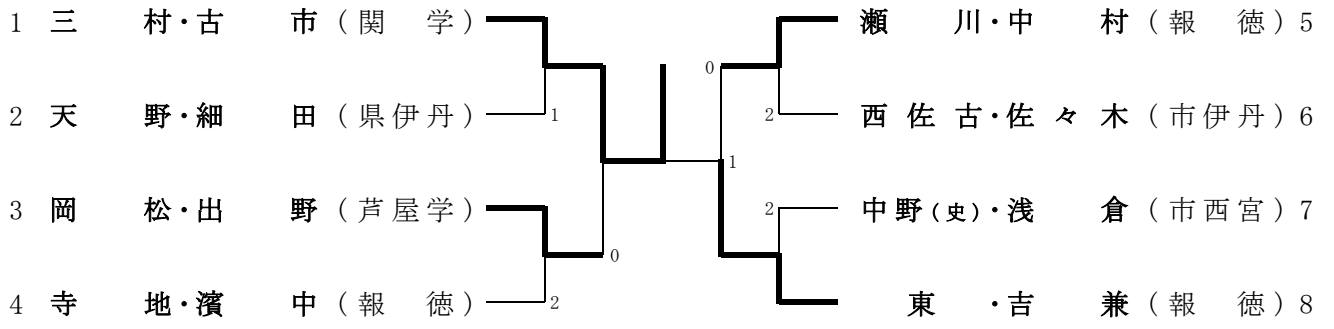 1 三 村・古 市 (関 学)
1
2 天 野・細 田 (県伊丹)
3 岡 松・出 野 (芦屋学)
0
4 寺 地・濱 中 (報 徳)
2
瀬 川・中 村 (報 徳) 5
0
2
西 佐 古・佐 々 木 (市伊丹) 6
1
2
中野(史)・浅 倉 (市西宮) 7
東 ・吉 兼 (報 徳) 8